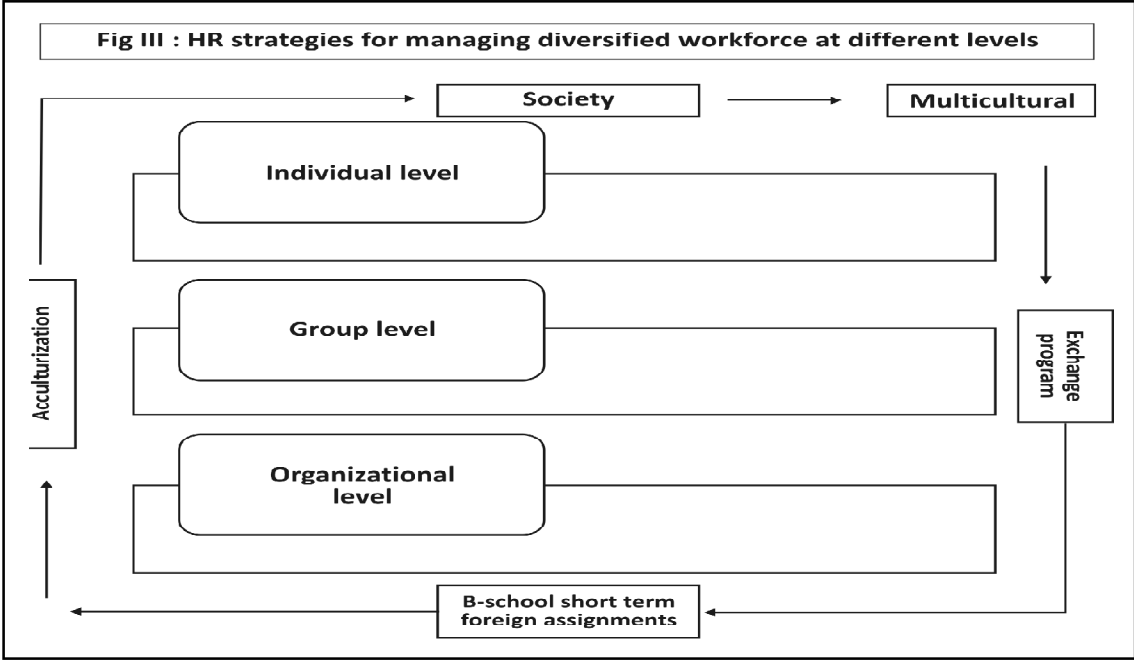 Fig III : HR strategies for managing diversified workforce at different levels
Society
Multicultural
Individual level
Group level
Acculturization
Exchange
program
Organizational
level
B-school short term
foreign assignments